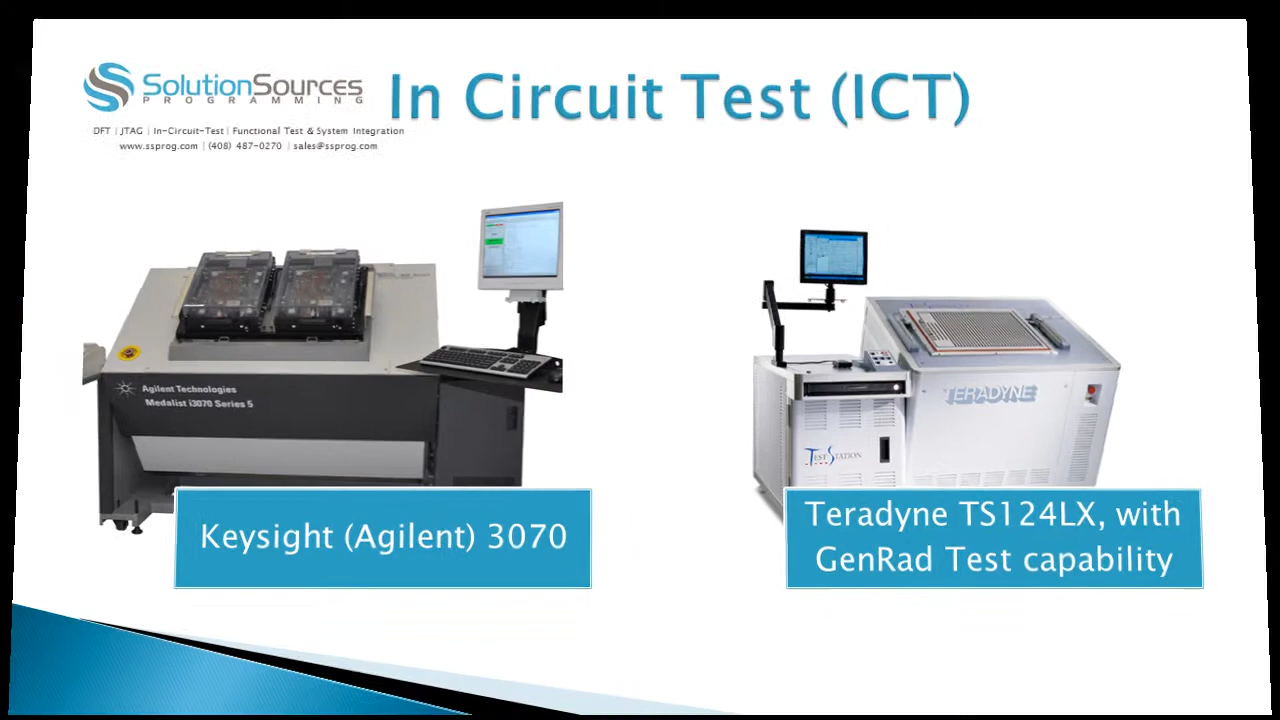 SolutionSources
PROGRAMMING
In Circuit Test (ICT)
DFT | JTAG | In-Circuit-Test | Functional Test & System Integration
www.ssprog.com | (408) 487-0270 | sales@ssprog.com
Agilent Technologies
Medalist i3070 Series 5
TERADYNE
TESTSTATION
Keysight (Agilent) 3070
Teradyne TS124LX, with
GenRad Test capability